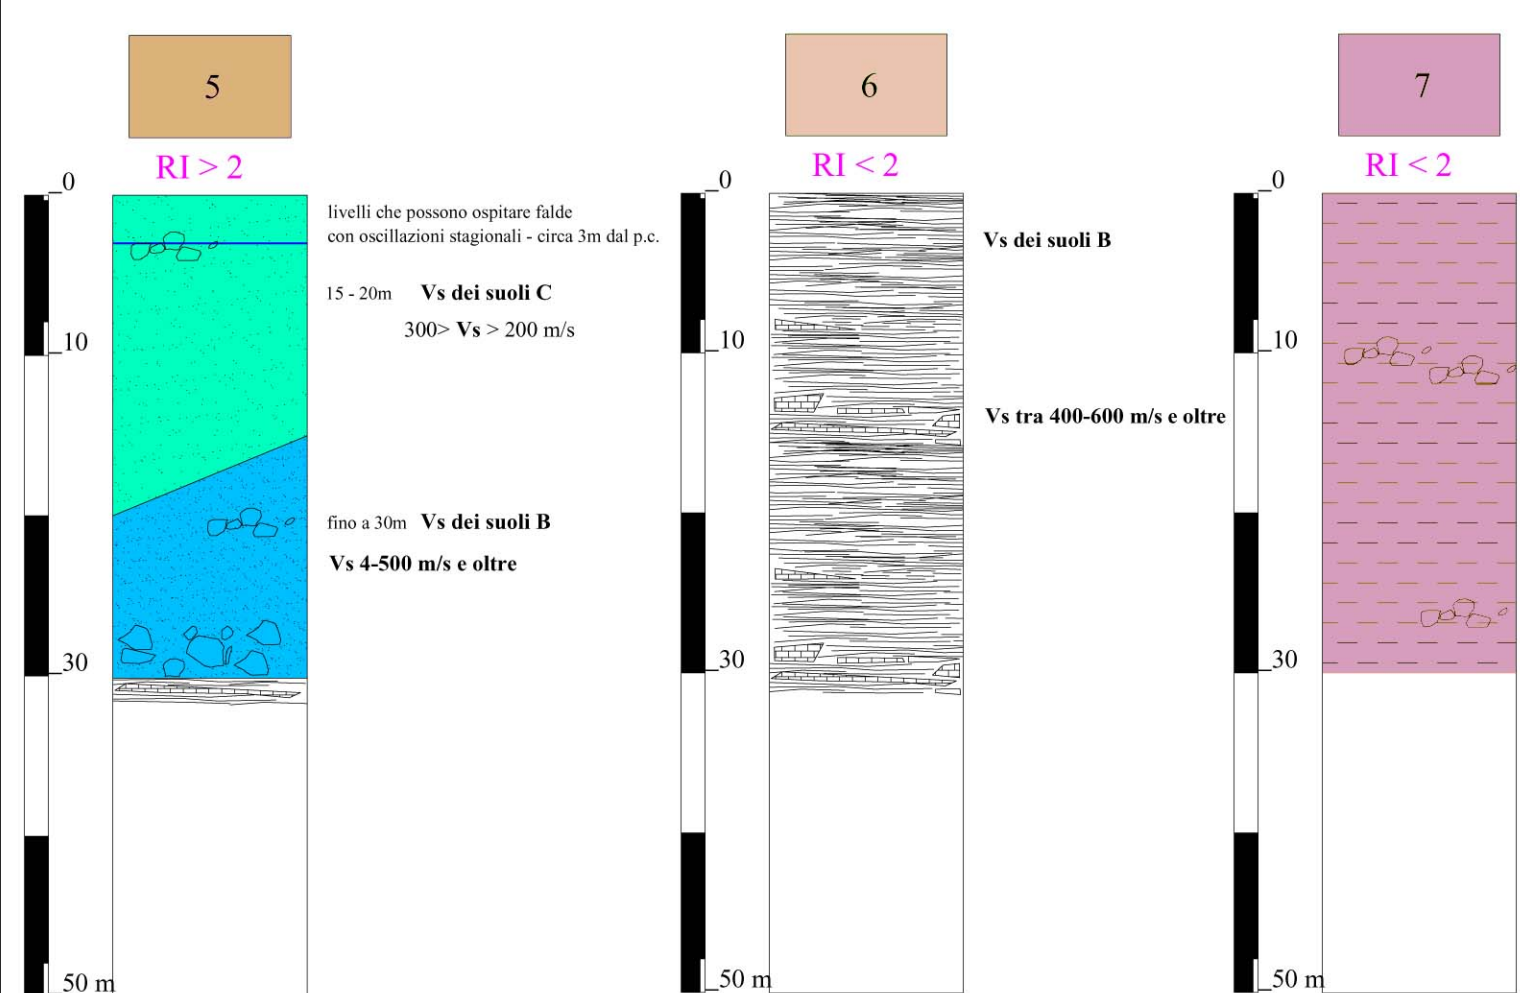 5
RI > 2
0
livelli che possono ospitare falde
con oscillazioni stagionali - circa 3m dal p.c.
15 - 20m Vs dei suoli C
300> Vs > 200 m/s
10
fino a 30m Vs dei suoli B
Vs 4-500 m/s e oltre
30
50 m
6
RI < 2
0
Vs dei suoli B
10
Vs tra 400-600 m/s e oltre
30
50 m
7
RI < 2
0
10
30
50 m